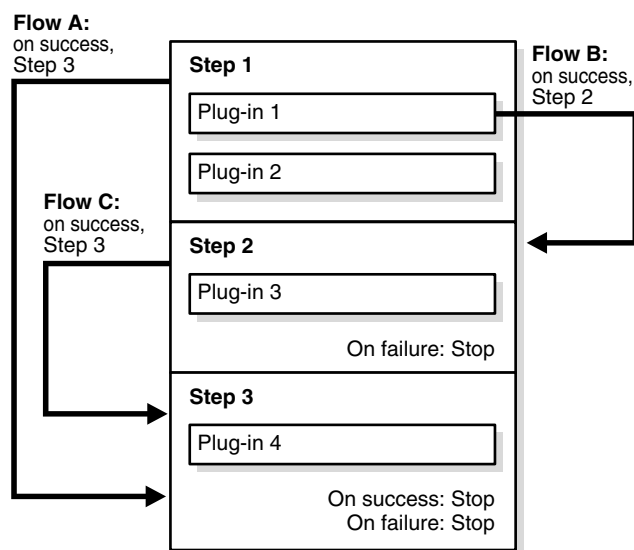 Flow A:
on success,
Step 3
Step 1
Flow B:
on success,
Step 2
Plug-in 1
Plug-in 2
Flow C:
on success,
Step 3
Step 2
Plug-in 3
On failure: Stop
Step 3
Plug-in 4
On success: Stop
On failure: Stop